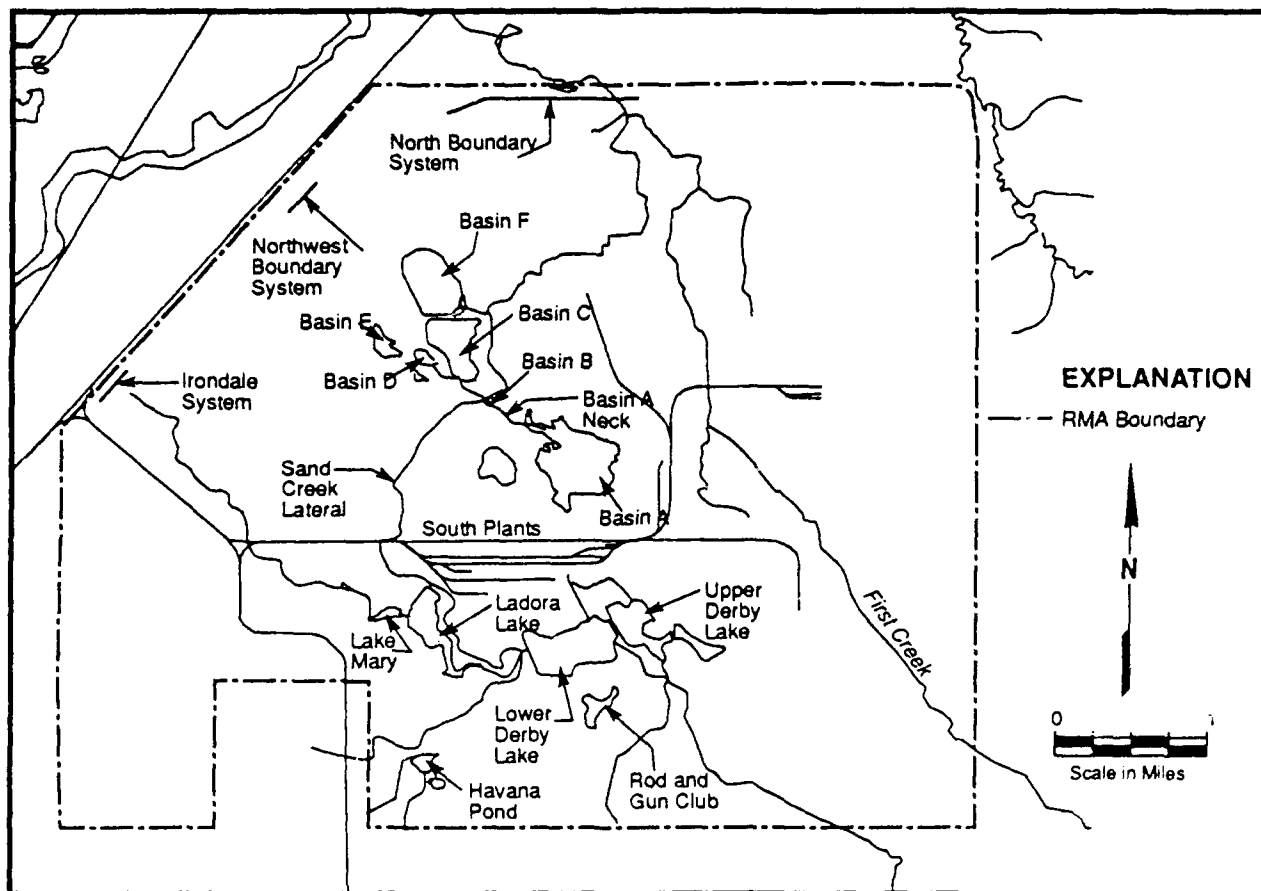 North Boundary
System
Basin F
Northwest
Boundary
System
Basin E
Basin C
Basin D
Basin B
Irondale
System
Basin A
Neck
EXPLANATION
RMA Boundary
Sand
Creek
Lateral
Basin A
South Plants
N
Ladora
Lake
Upper
Derby
Lake
First Creek
Lake
Mary
Lower
Derby
Lake
0
Scale in Miles
Havana
Pond
Rod and
Gun Club